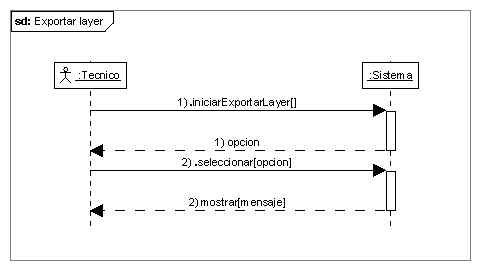 sd: Exportar layer
:Tecnico
:Sistema
1) .iniciarExportarLayer[]
1) opcion
2) .seleccionar[opcion]
2) mostrar[mensaje]